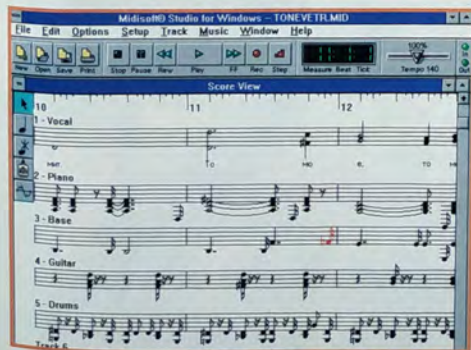 Midisoft® Studio for Windows – TONEVETR.MID
File Edit Options Setup Track Music Window Help
100%
New Open Save Print Stop Pause Rew Play FF Rec Step Measure Beat Tick Tempo 140
Score View
10 11 12
1 - Vocal
TO
2 - Piano
3 - Base
4 - Guitar
5 - Drums
Track 6